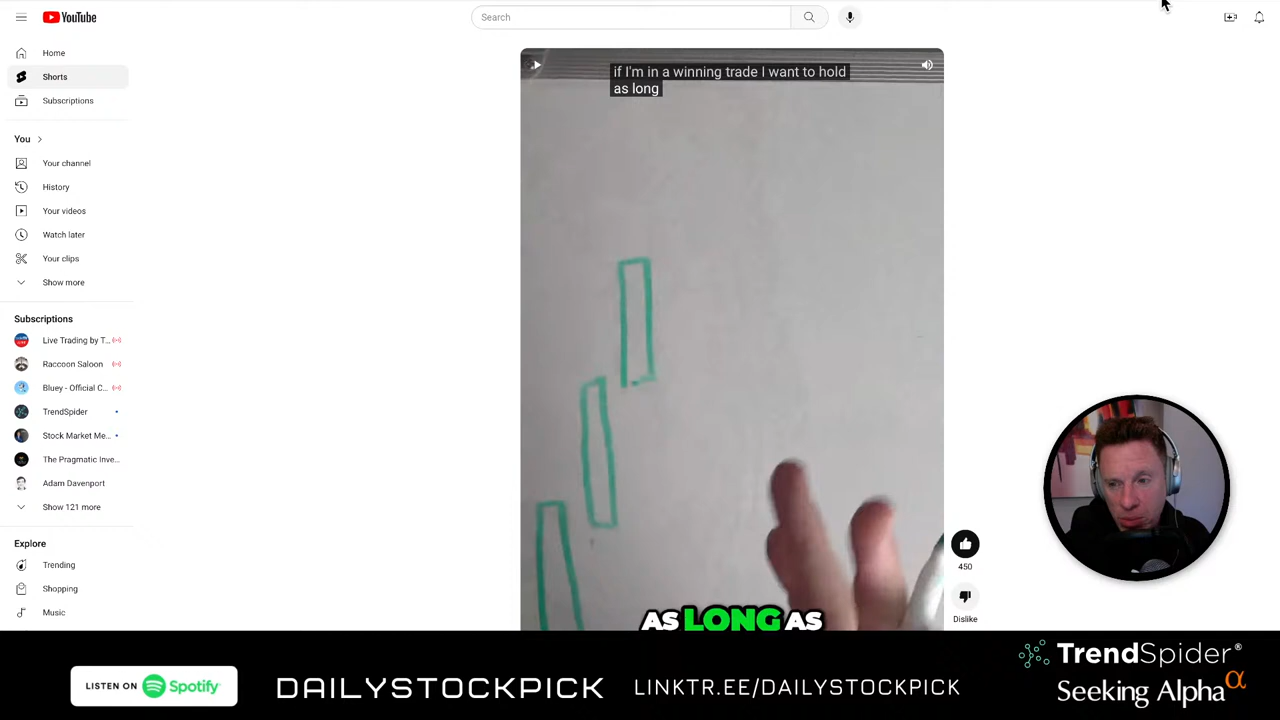 YouTube
Search
Home
Shorts
Subscriptions
You
Your channel
History
Your videos
Watch later
Your clips
Show more
Subscriptions
Live Trading by T...
Raccoon Saloon
Bluey - Official C...
TrendSpider
Stock Market Me...
The Pragmatic Inve...
Adam Davenport
Show 121 more
Explore
Trending
Shopping
Music
if I'm in a winning trade I want to hold
as long
AS LONG AS
450
Dislike
LISTEN ON Spotify
DAILYSTOCKPICK
LINKTR.EE/DAILYSTOCKPICK
TrendSpider®
Seeking Alpha α